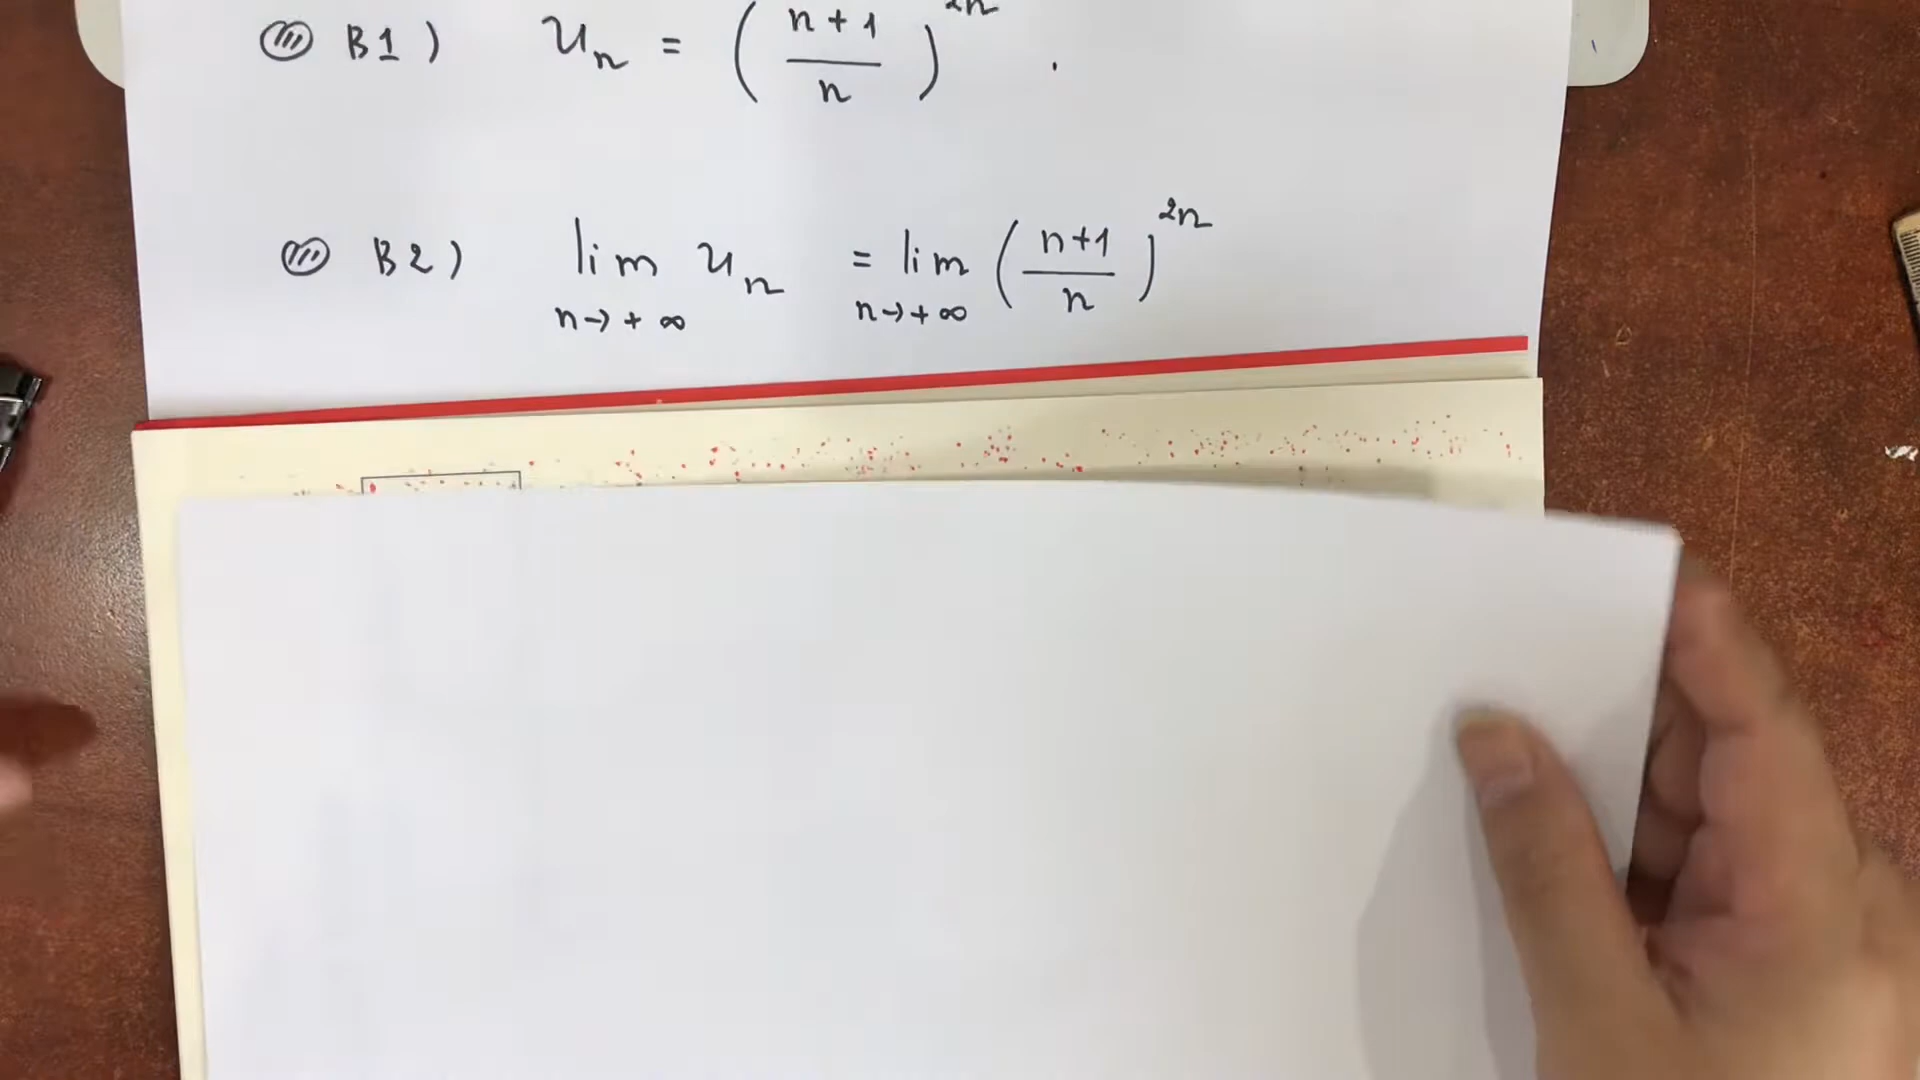 B1) u_n = ( (n+1)/n )^{2n} .
B2) lim_{n→+∞} u_n = lim_{n→+∞} ( (n+1)/n )^{2n}